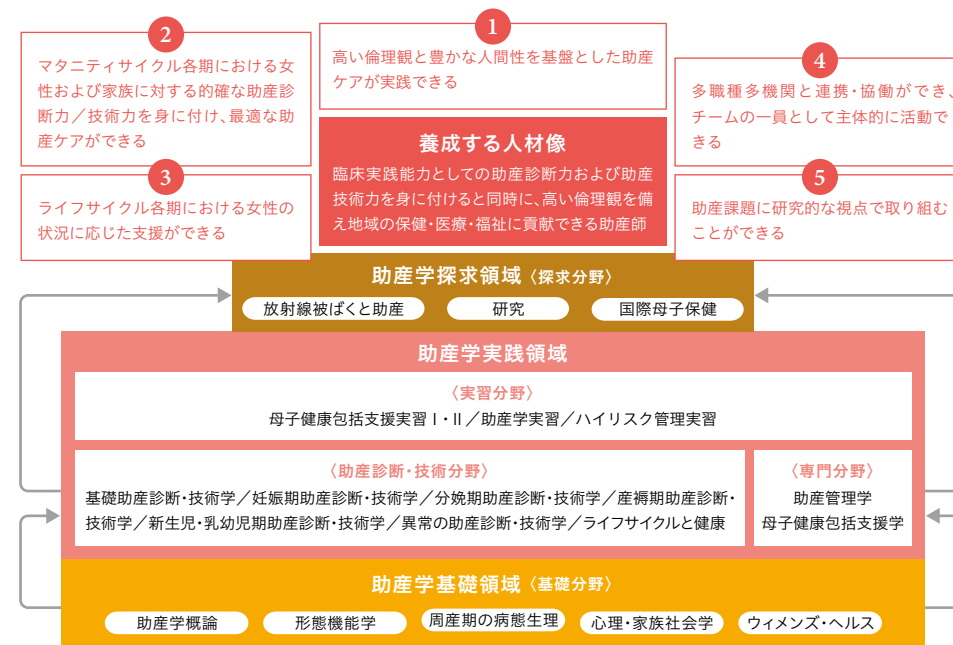 1
高い倫理観と豊かな人間性を基盤とした助産
ケアが実践できる
2
マタニティサイクル各期における女
性および家族に対する的確な助産診
断力／技術力を身に付け、最適な助
産ケアができる
3
ライフサイクル各期における女性の
状況に応じた支援ができる
4
多職種多機関と連携・協働ができ、
チームの一員として主体的に活動で
きる
5
助産課題に研究的な視点で取り組む
ことができる
養成する人材像
臨床実践能力としての助産診断力および助産
技術力を身に付けると同時に、高い倫理観を備
え地域の保健・医療・福祉に貢献できる助産師
助産学探求領域〈探求分野〉
放射線被ばくと助産
研究
国際母子保健
助産学実践領域
〈実習分野〉
母子健康包括支援実習Ⅰ・Ⅱ／助産学実習／ハイリスク管理実習
〈助産診断・技術分野〉
基礎助産診断・技術学／妊娠期助産診断・技術学／分娩期助産診断・技術学／産褥期助産診断・
技術学／新生児・乳幼児期助産診断・技術学／異常の助産診断・技術学／ライフサイクルと健康
〈専門分野〉
助産管理学
母子健康包括支援学
助産学基礎領域〈基礎分野〉
助産学概論
形態機能学
周産期の病態生理
心理・家族社会学
ウィメンズ・ヘルス